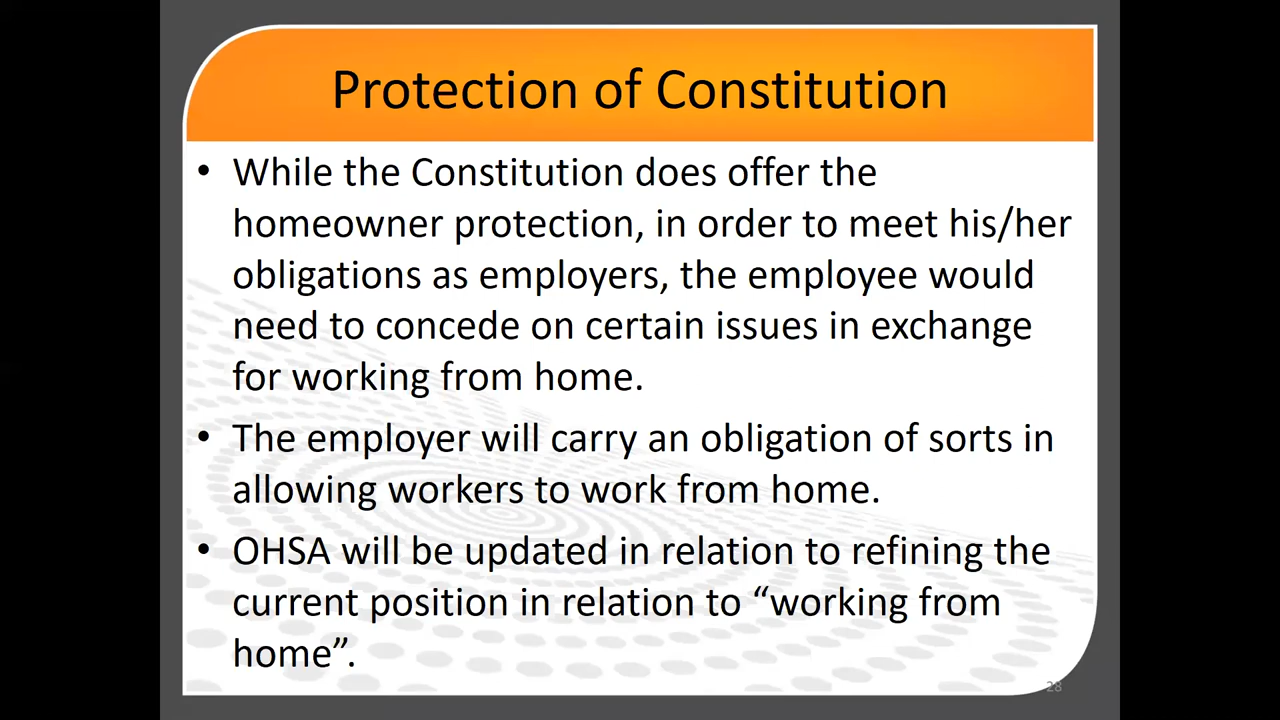 Protection of Constitution
• While the Constitution does offer the
homeowner protection, in order to meet his/her
obligations as employers, the employee would
need to concede on certain issues in exchange
for working from home.
• The employer will carry an obligation of sorts in
allowing workers to work from home.
• OHSA will be updated in relation to refining the
current position in relation to “working from
home”.
28